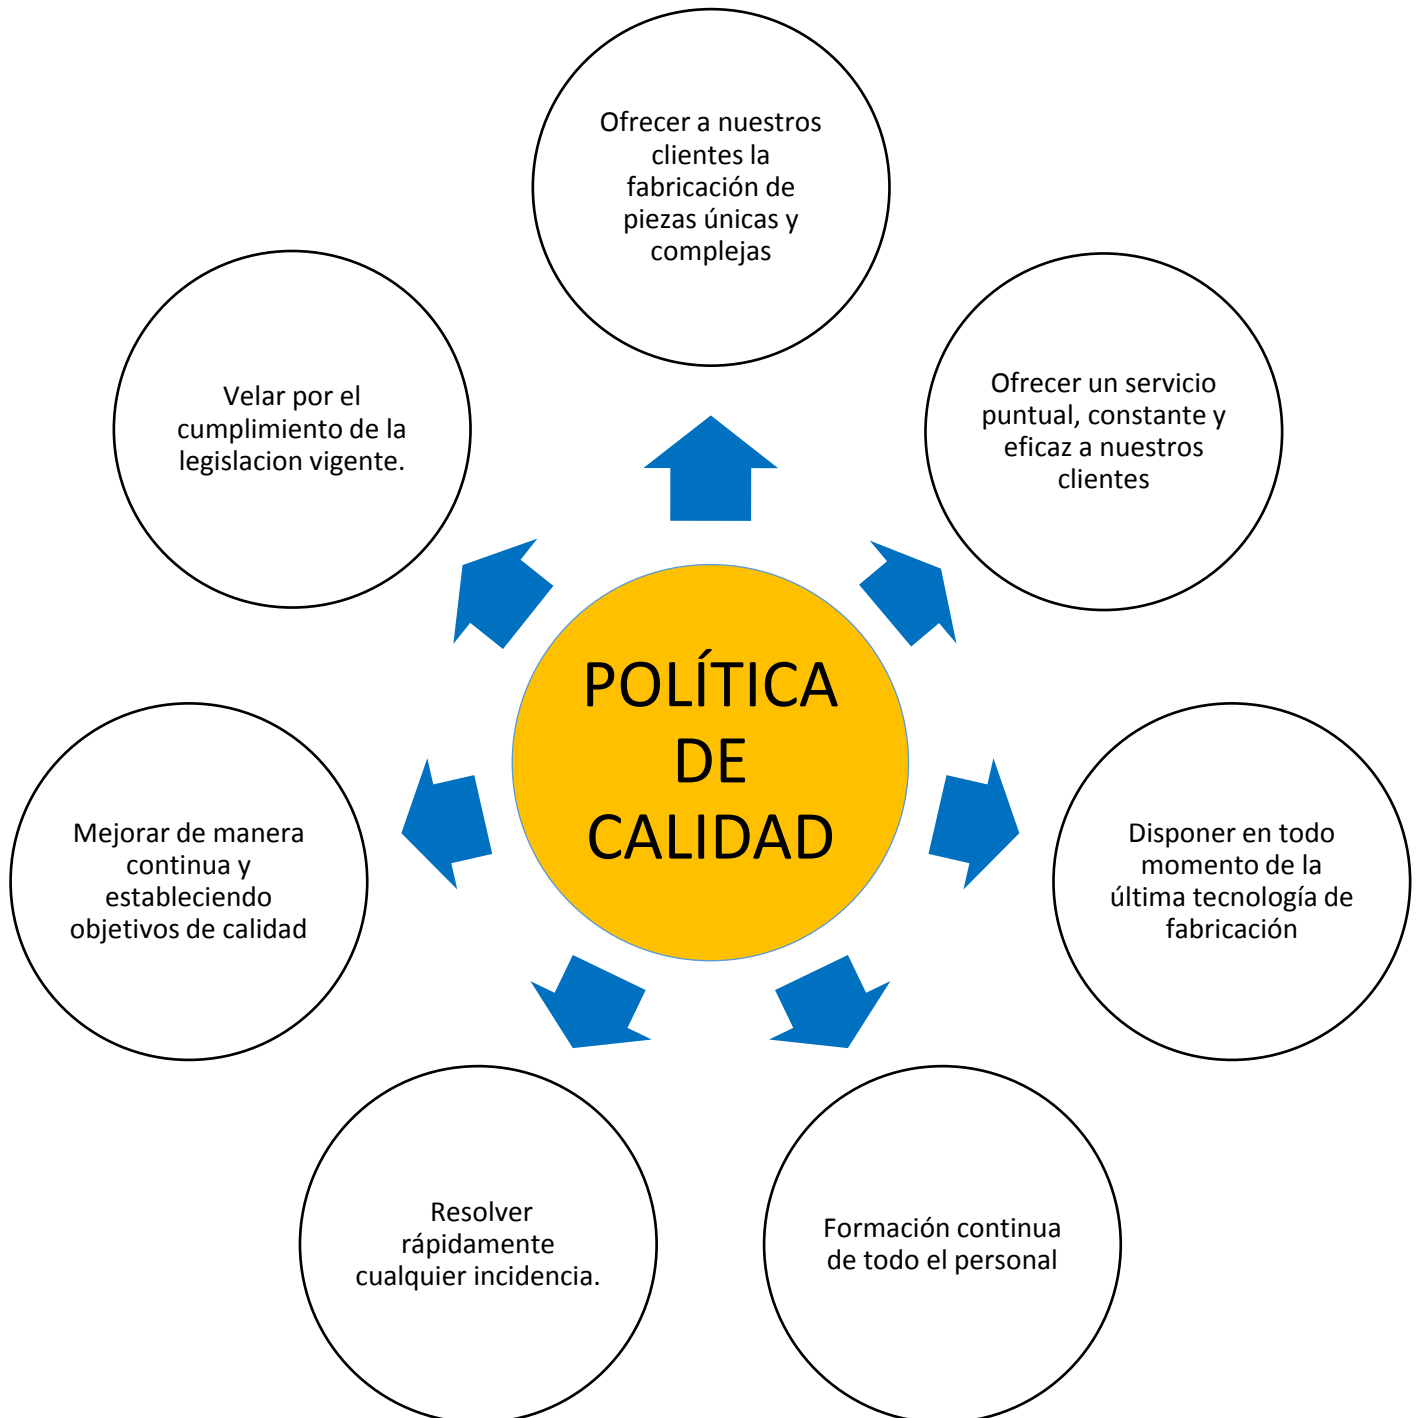 Ofrecer a nuestros
clientes la
fabricación de
piezas únicas y
complejas
Ofrecer un servicio
puntual, constante y
eficaz a nuestros
clientes
Disponer en todo
momento de la
última tecnología de
fabricación
Formación continua
de todo el personal
Resolver
rápidamente
cualquier incidencia.
Mejorar de manera
continua y
estableciendo
objetivos de calidad
Velar por el
cumplimiento de la
legislacion vigente.
POLÍTICA
DE
CALIDAD